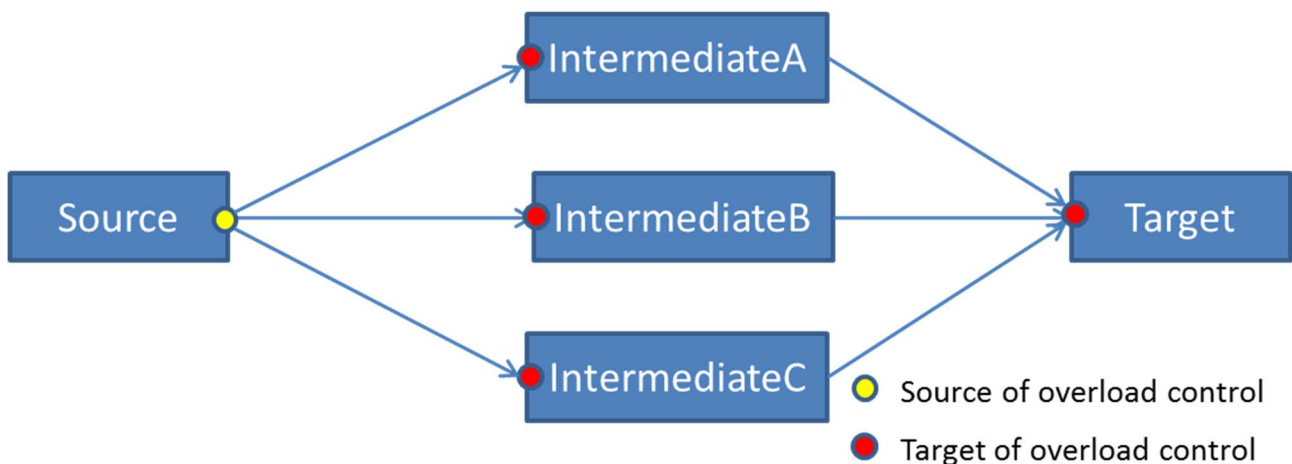 IntermediateA
Source
IntermediateB
Target
IntermediateC
Source of overload control
Target of overload control